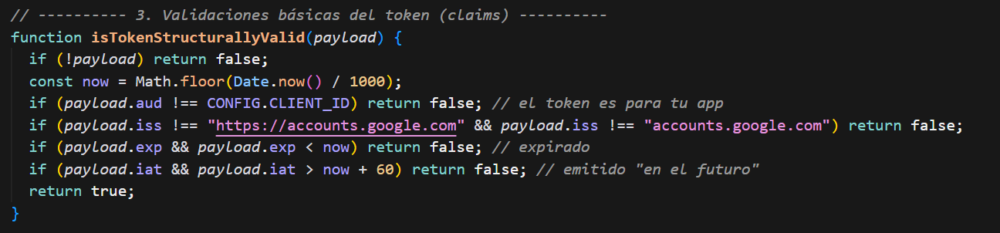 // ---------- 3. Validaciones básicas del token (claims) ----------
function isTokenStructurallyValid(payload) {
  if (!payload) return false;
  const now = Math.floor(Date.now() / 1000);
  if (payload.aud !== CONFIG.CLIENT_ID) return false; // el token es para tu app
  if (payload.iss !== "https://accounts.google.com" && payload.iss !== "accounts.google.com") return false;
  if (payload.exp && payload.exp < now) return false; // expirado
  if (payload.iat && payload.iat > now + 60) return false; // emitido "en el futuro"
  return true;
}